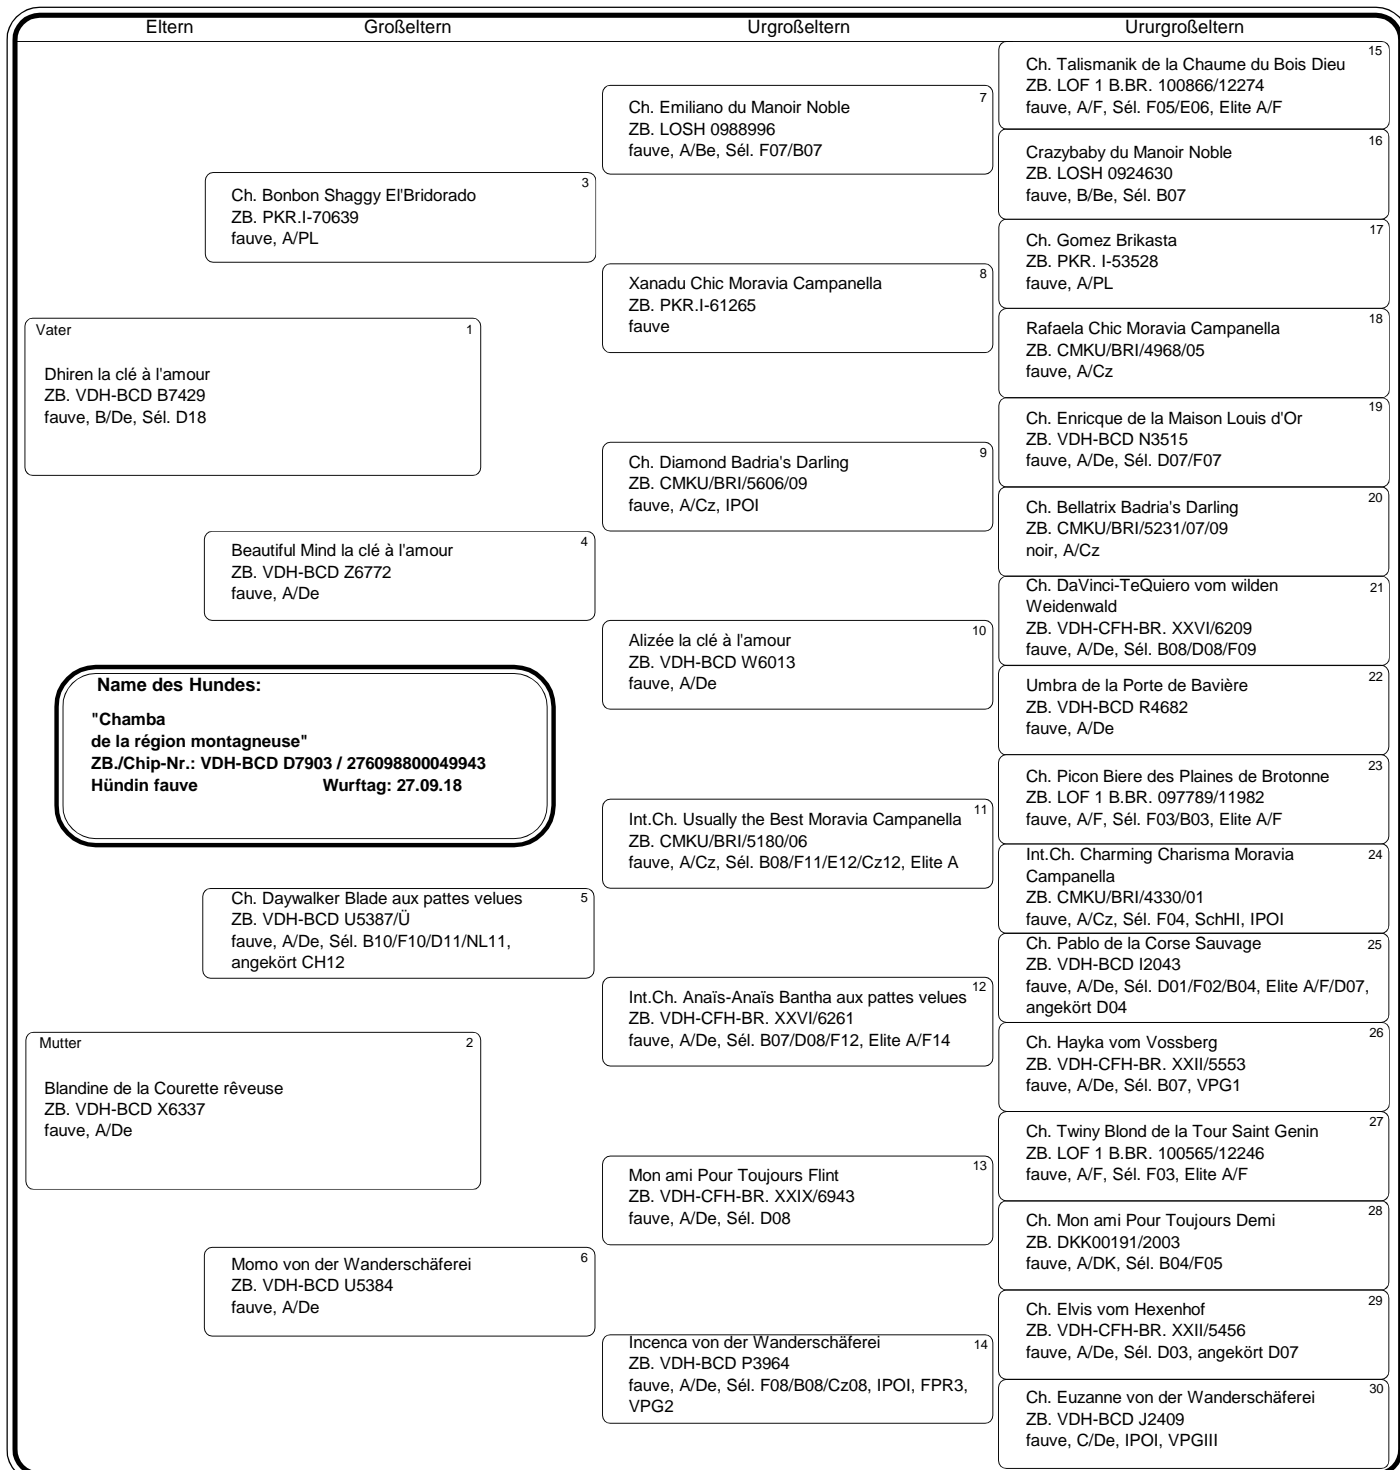 Eltern Großeltern Urgroßeltern Ururgroßeltern
Vater 1
Dhiren la clé à l'amour
ZB. VDH-BCD B7429
fauve, B/De, Sél. D18
Name des Hundes:
"Chamba
de la région montagneuse"
ZB./Chip-Nr.: VDH-BCD D7903 / 276098800049943
Hündin fauve Wurftag: 27.09.18
Mutter 2
Blandine de la Courette rêveuse
ZB. VDH-BCD X6337
fauve, A/De
3
Ch. Bonbon Shaggy El'Bridorado
ZB. PKR.I-70639
fauve, A/PL
4
Beautiful Mind la clé à l'amour
ZB. VDH-BCD Z6772
fauve, A/De
5
Ch. Daywalker Blade aux pattes velues
ZB. VDH-BCD U5387/Ü
fauve, A/De, Sél. B10/F10/D11/NL11,
angekört CH12
6
Momo von der Wanderschäferei
ZB. VDH-BCD U5384
fauve, A/De
7
Ch. Emiliano du Manoir Noble
ZB. LOSH 0988996
fauve, A/Be, Sél. F07/B07
8
Xanadu Chic Moravia Campanella
ZB. PKR.I-61265
fauve
9
Ch. Diamond Badria's Darling
ZB. CMKU/BRI/5606/09
fauve, A/Cz, IPOI
10
Alizée la clé à l'amour
ZB. VDH-BCD W6013
fauve, A/De
11
Int.Ch. Usually the Best Moravia Campanella
ZB. CMKU/BRI/5180/06
fauve, A/Cz, Sél. B08/F11/E12/Cz12, Elite A
12
Int.Ch. Anaïs-Anaïs Bantha aux pattes velues
ZB. VDH-CFH-BR. XXVI/6261
fauve, A/De, Sél. B07/D08/F12, Elite A/F14
13
Mon ami Pour Toujours Flint
ZB. VDH-CFH-BR. XXIX/6943
fauve, A/De, Sél. D08
14
Incenca von der Wanderschäferei
ZB. VDH-BCD P3964
fauve, A/De, Sél. F08/B08/Cz08, IPOI, FPR3,
VPG2
15
Ch. Talismanik de la Chaume du Bois Dieu
ZB. LOF 1 B.BR. 100866/12274
fauve, A/F, Sél. F05/E06, Elite A/F
16
Crazybaby du Manoir Noble
ZB. LOSH 0924630
fauve, B/Be, Sél. B07
17
Ch. Gomez Brikasta
ZB. PKR. I-53528
fauve, A/PL
18
Rafaela Chic Moravia Campanella
ZB. CMKU/BRI/4968/05
fauve, A/Cz
19
Ch. Enricque de la Maison Louis d'Or
ZB. VDH-BCD N3515
fauve, A/De, Sél. D07/F07
20
Ch. Bellatrix Badria's Darling
ZB. CMKU/BRI/5231/07/09
noir, A/Cz
21
Ch. DaVinci-TeQuiero vom wilden
Weidenwald
ZB. VDH-CFH-BR. XXVI/6209
fauve, A/De, Sél. B08/D08/F09
22
Umbra de la Porte de Bavière
ZB. VDH-BCD R4682
fauve, A/De
23
Ch. Picon Biere des Plaines de Brotonne
ZB. LOF 1 B.BR. 097789/11982
fauve, A/F, Sél. F03/B03, Elite A/F
24
Int.Ch. Charming Charisma Moravia
Campanella
ZB. CMKU/BRI/4330/01
fauve, A/Cz, Sél. F04, SchHI, IPOI
25
Ch. Pablo de la Corse Sauvage
ZB. VDH-BCD I2043
fauve, A/De, Sél. D01/F02/B04, Elite A/F/D07,
angekört D04
26
Ch. Hayka vom Vossberg
ZB. VDH-CFH-BR. XXII/5553
fauve, A/De, Sél. B07, VPG1
27
Ch. Twiny Blond de la Tour Saint Genin
ZB. LOF 1 B.BR. 100565/12246
fauve, A/F, Sél. F03, Elite A/F
28
Ch. Mon ami Pour Toujours Demi
ZB. DKK00191/2003
fauve, A/DK, Sél. B04/F05
29
Ch. Elvis vom Hexenhof
ZB. VDH-CFH-BR. XXII/5456
fauve, A/De, Sél. D03, angekört D07
30
Ch. Euzanne von der Wanderschäferei
ZB. VDH-BCD J2409
fauve, C/De, IPOI, VPGIII